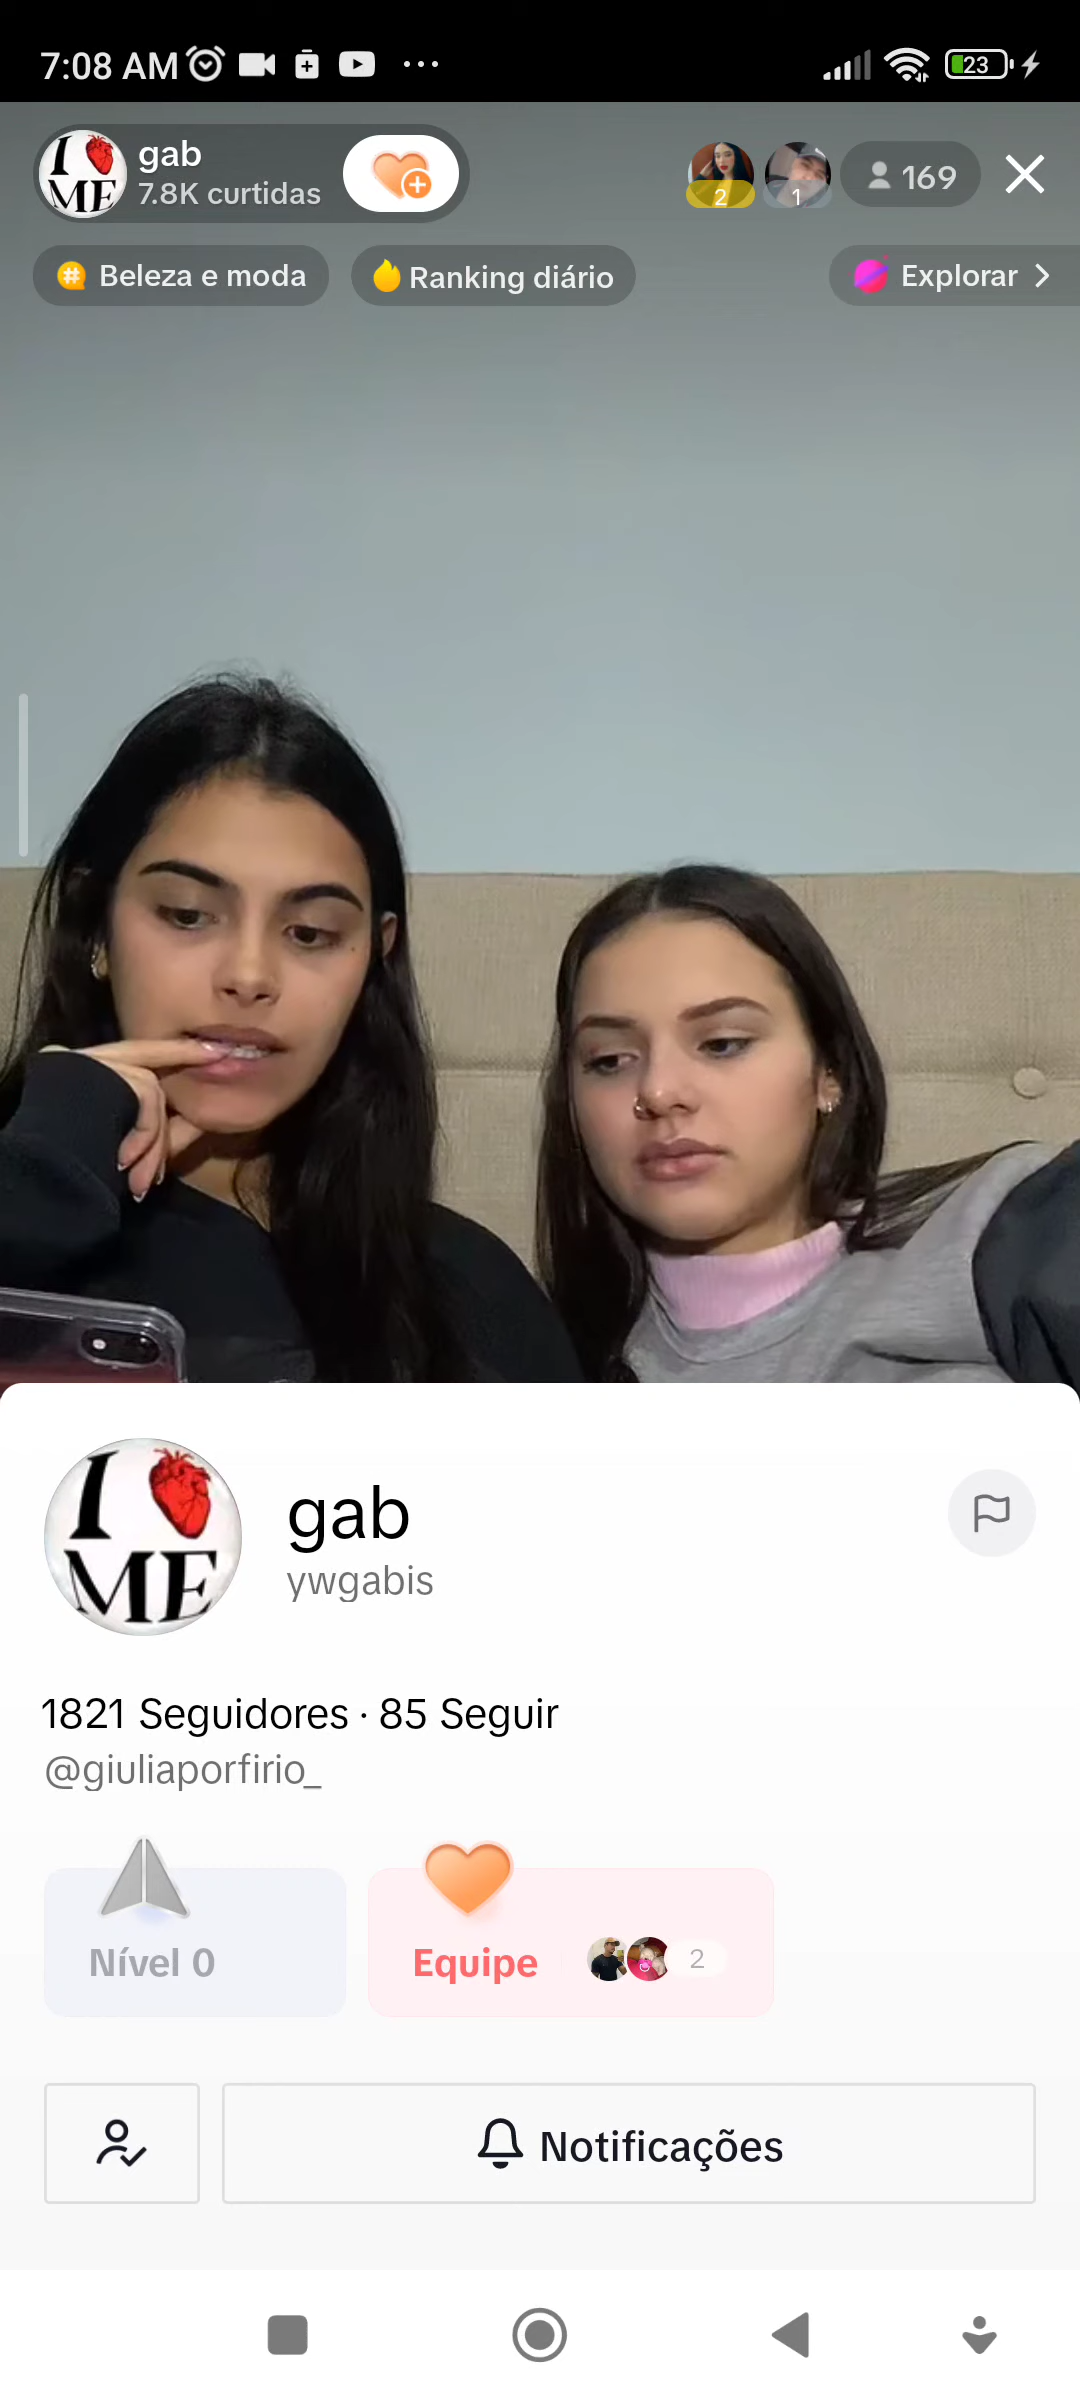 7:08 AM
23
gab
7.8K curtidas
2
1
169
Beleza e moda
Ranking diário
Explorar
I
ME
I
ME
gab
ywgabis
1821 Seguidores · 85 Seguir
@giuliaporfirio_
Nível 0
Equipe
2
Notificações